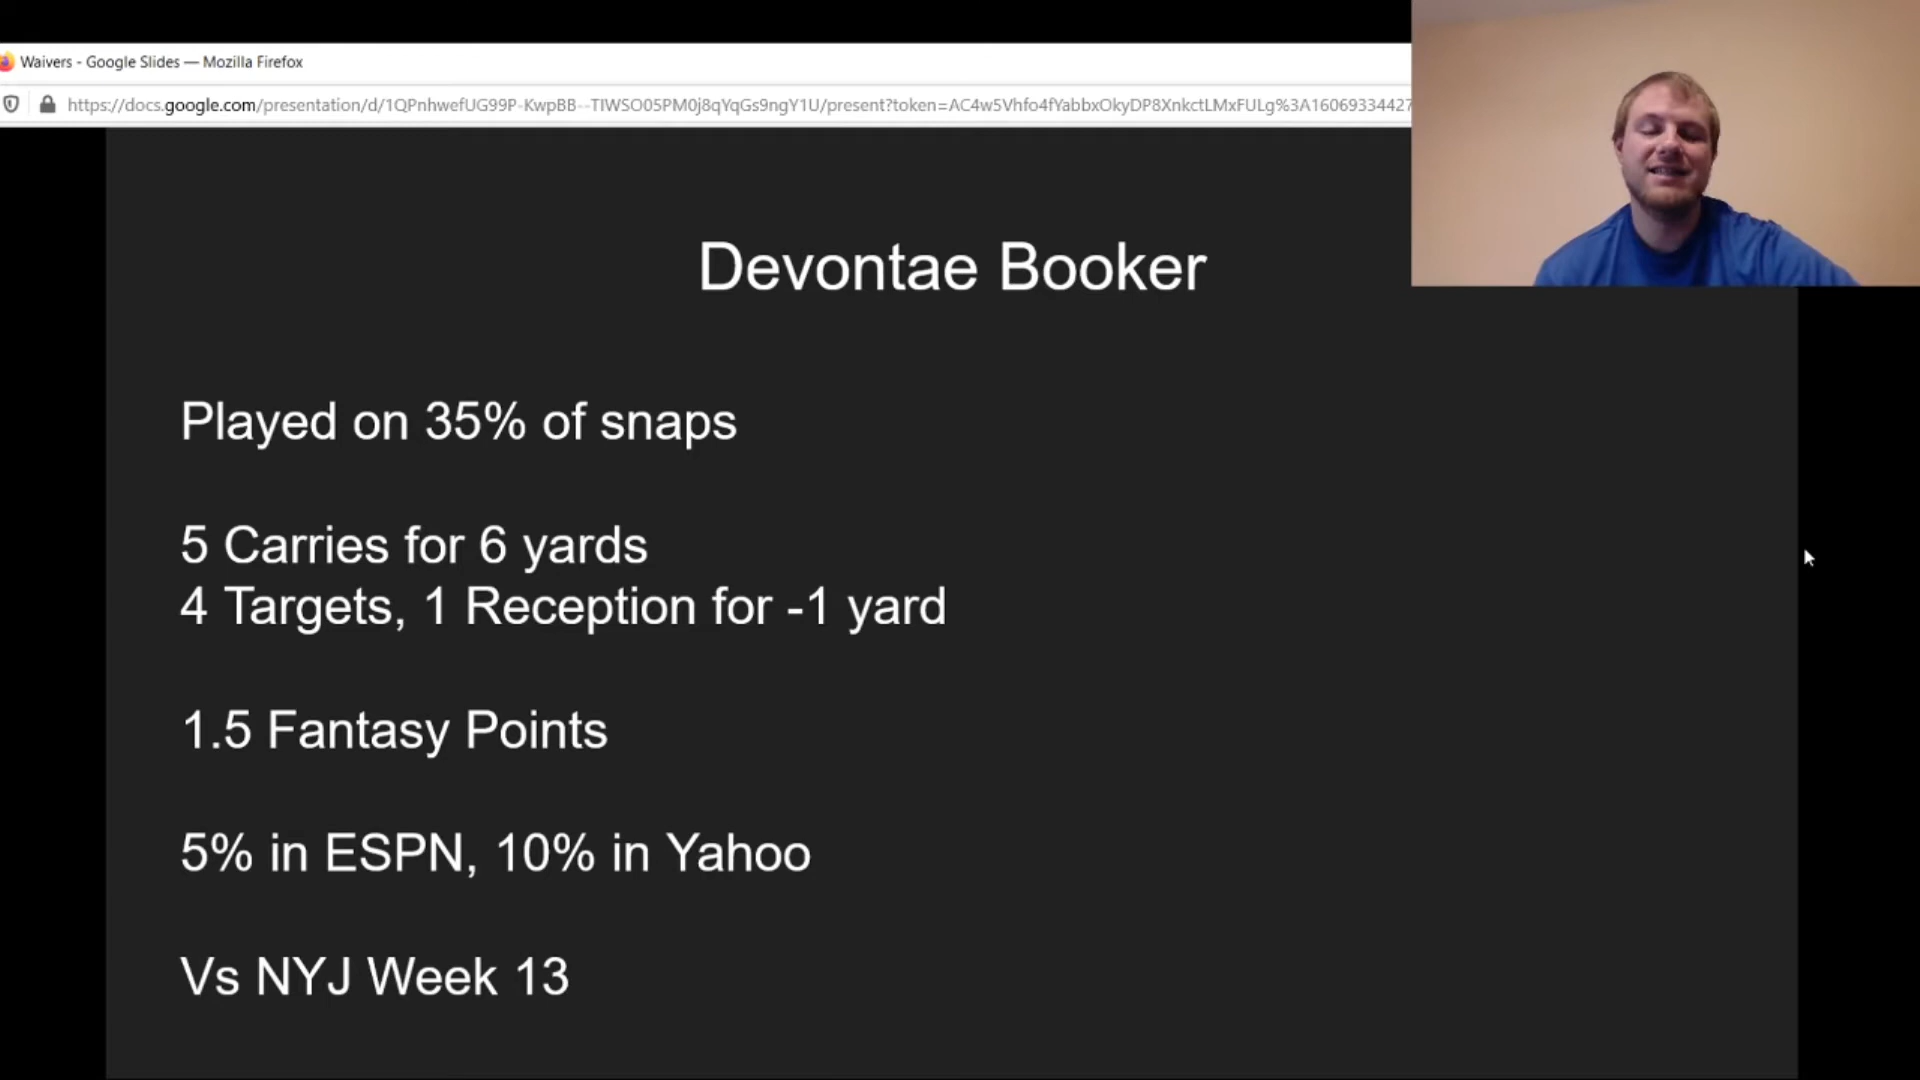 Waivers - Google Slides — Mozilla Firefox
https://docs.google.com/presentation/d/1QPnhwefUG99P-KwpBB--TIWSO05PM0j8qYqGs9ngY1U/present?token=AC4w5Vhfo4fYabbxOkyDP8XnkctLMxFULg%3A16069334427
Devontae Booker
Played on 35% of snaps
5 Carries for 6 yards
4 Targets, 1 Reception for -1 yard
1.5 Fantasy Points
5% in ESPN, 10% in Yahoo
Vs NYJ Week 13